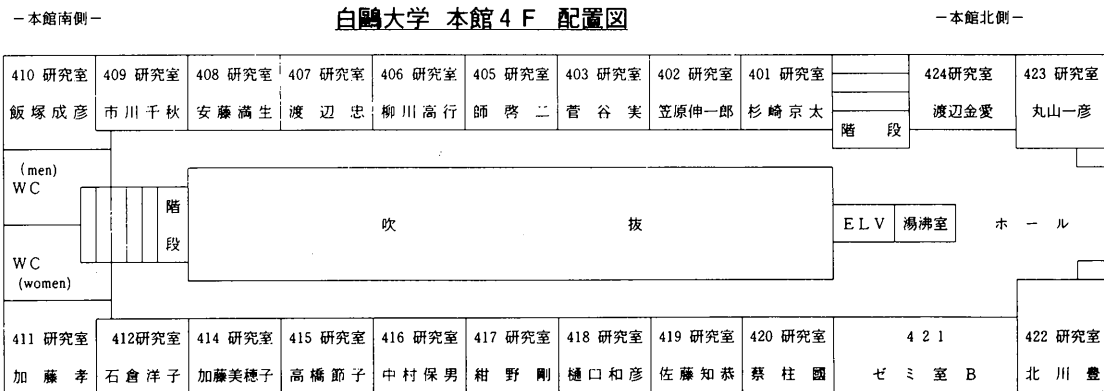 －本館南側－
白鷗大学 本館４Ｆ 配置図
－本館北側－
410 研究室
飯塚成彦
409 研究室
市川千秋
408 研究室
安藤満生
407 研究室
渡辺忠
406 研究室
柳川高行
405 研究室
師啓二
403 研究室
菅谷実
402 研究室
笠原伸一郎
401 研究室
杉崎京太
階段
424研究室
渡辺金愛
423 研究室
丸山一彦
(men)
WC
階段
吹抜
ELV
湯沸室
ホール
WC
(women)
411 研究室
加藤孝
412研究室
石倉洋子
414 研究室
加藤美穂子
415 研究室
高橋節子
416 研究室
中村保男
417 研究室
紺野剛
418 研究室
樋口和彦
419 研究室
佐藤知恭
420 研究室
蔡柱國
421
ゼミ室B
422 研究室
北川豊